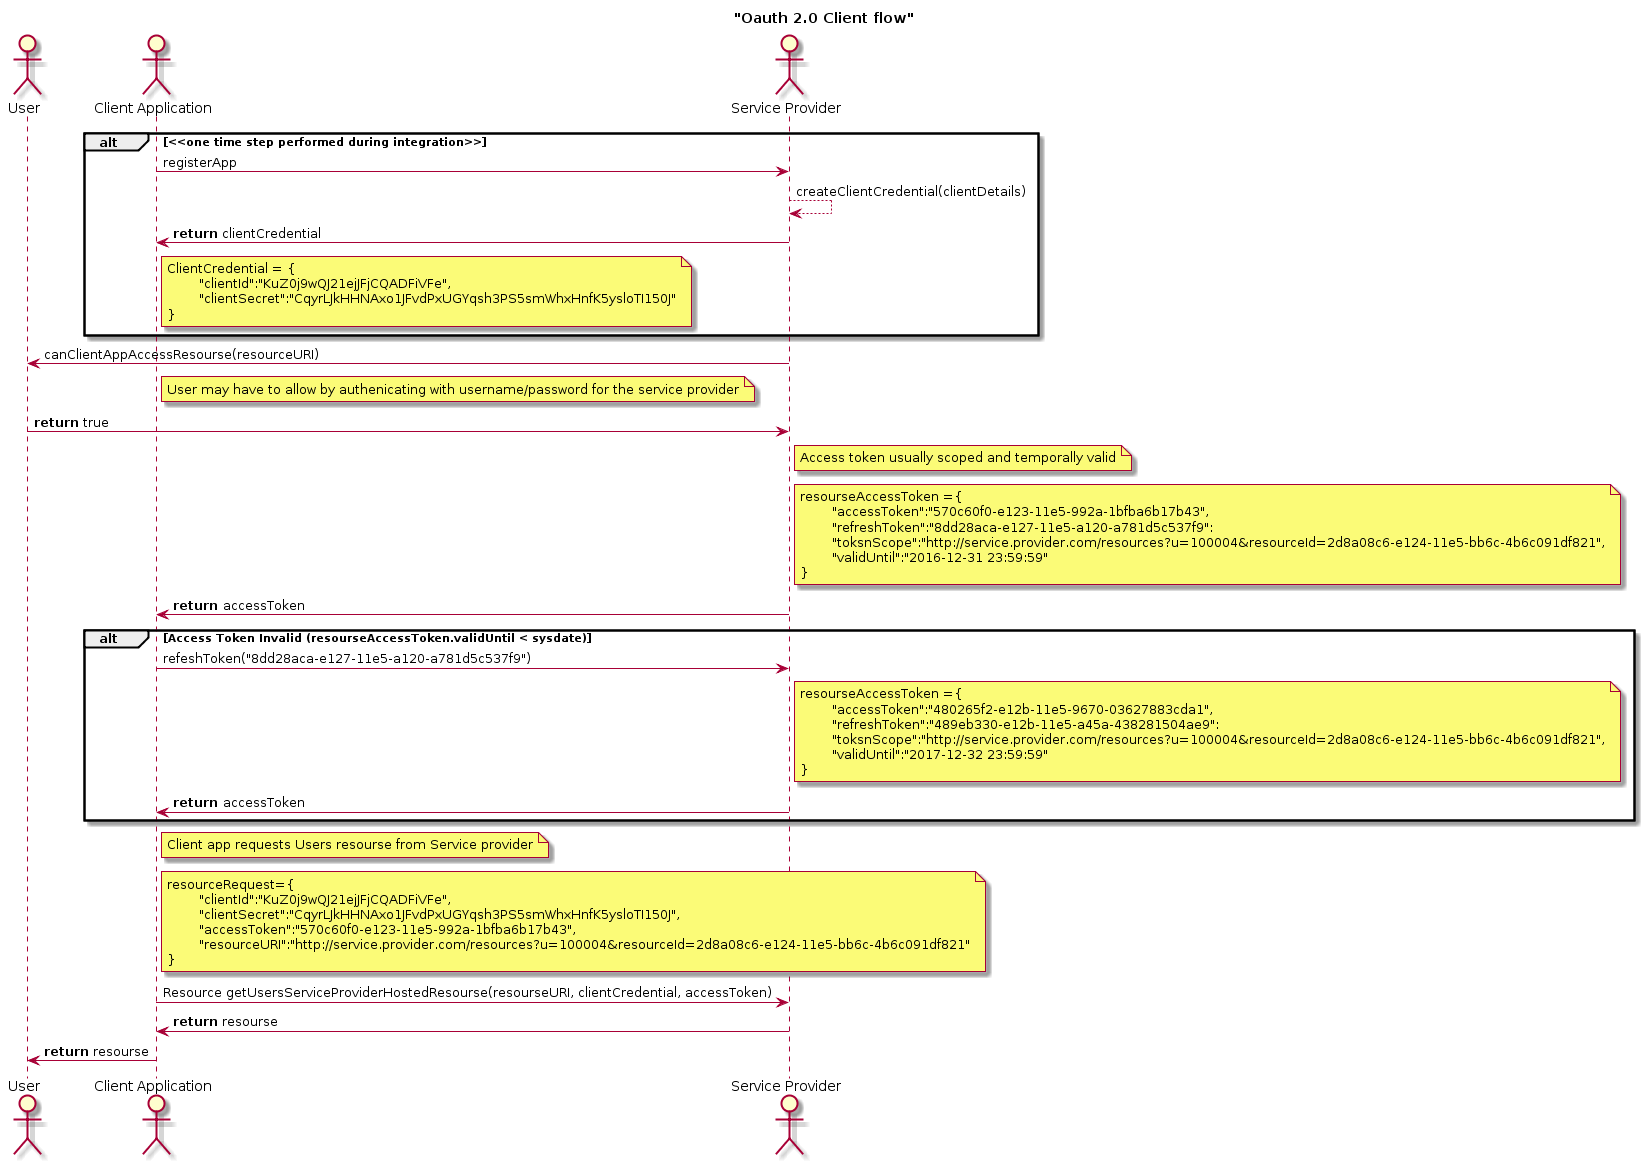 "Oauth 2.0 Client flow"
User
Client Application
Service Provider
alt
[<<one time step performed during integration>>]
registerApp
createClientCredential(clientDetails)
return clientCredential
ClientCredential = {
"clientId":"KuZ0j9wQJ21ejJFjCQADFiVFe",
"clientSecret":"CqyrLJkHHNAxo1JFvdPxUGYqsh3PS5smWhxHnfK5ysloTI150J"
}
canClientAppAccessResourse(resourceURI)
User may have to allow by authenicating with username/password for the service provider
return true
Access token usually scoped and temporally valid
resourseAccessToken = {
"accessToken":"570c60f0-e123-11e5-992a-1bfba6b17b43",
"refreshToken":"8dd28aca-e127-11e5-a120-a781d5c537f9":
"toksnScope":"http://service.provider.com/resources?u=100004&resourceId=2d8a08c6-e124-11e5-bb6c-4b6c091df821",
"validUntil":"2016-12-31 23:59:59"
}
return accessToken
alt
[Access Token Invalid (resourseAccessToken.validUntil < sysdate)]
refeshToken("8dd28aca-e127-11e5-a120-a781d5c537f9")
resourseAccessToken = {
"accessToken":"480265f2-e12b-11e5-9670-03627883cda1",
"refreshToken":"489eb330-e12b-11e5-a45a-438281504ae9":
"toksnScope":"http://service.provider.com/resources?u=100004&resourceId=2d8a08c6-e124-11e5-bb6c-4b6c091df821",
"validUntil":"2017-12-32 23:59:59"
}
return accessToken
Client app requests Users resourse from Service provider
resourceRequest= {
"clientId":"KuZ0j9wQJ21ejJFjCQADFiVFe",
"clientSecret":"CqyrLJkHHNAxo1JFvdPxUGYqsh3PS5smWhxHnfK5ysloTI150J",
"accessToken":"570c60f0-e123-11e5-992a-1bfba6b17b43",
"resourceURI":"http://service.provider.com/resources?u=100004&resourceId=2d8a08c6-e124-11e5-bb6c-4b6c091df821"
}
Resource getUsersServiceProviderHostedResourse(resourseURI, clientCredential, accessToken)
return resourse
return resourse
User
Client Application
Service Provider